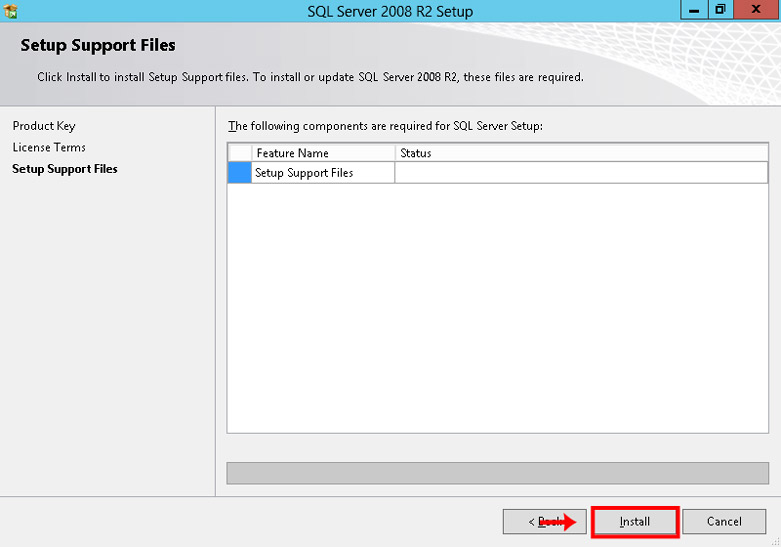 SQL Server 2008 R2 Setup
Setup Support Files
Click Install to install Setup Support files. To install or update SQL Server 2008 R2, these files are required.
Product Key
License Terms
Setup Support Files
The following components are required for SQL Server Setup:
Feature Name Status
Setup Support Files
< Back Install Cancel